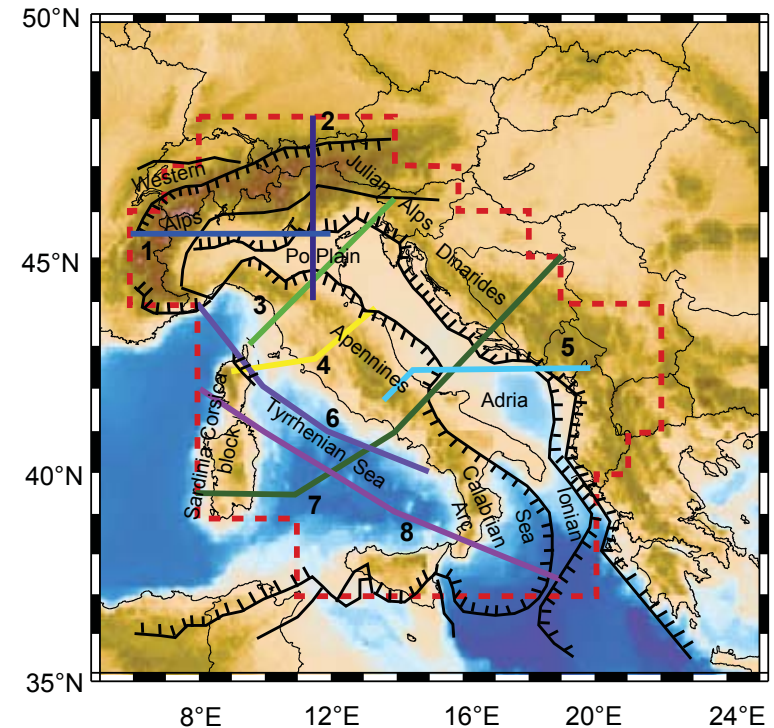 50°N
2
Western
Julian
Alps
Alps
1
Po Plain
Dinarides
45°N
3
5
4
Apennines
Adria
Sardinia-Corsica
block
Tyrrhenian Sea
6
40°N
Calabrian
Arc
Ionian
Sea
7
8
35°N
8°E
12°E
16°E
20°E
24°E